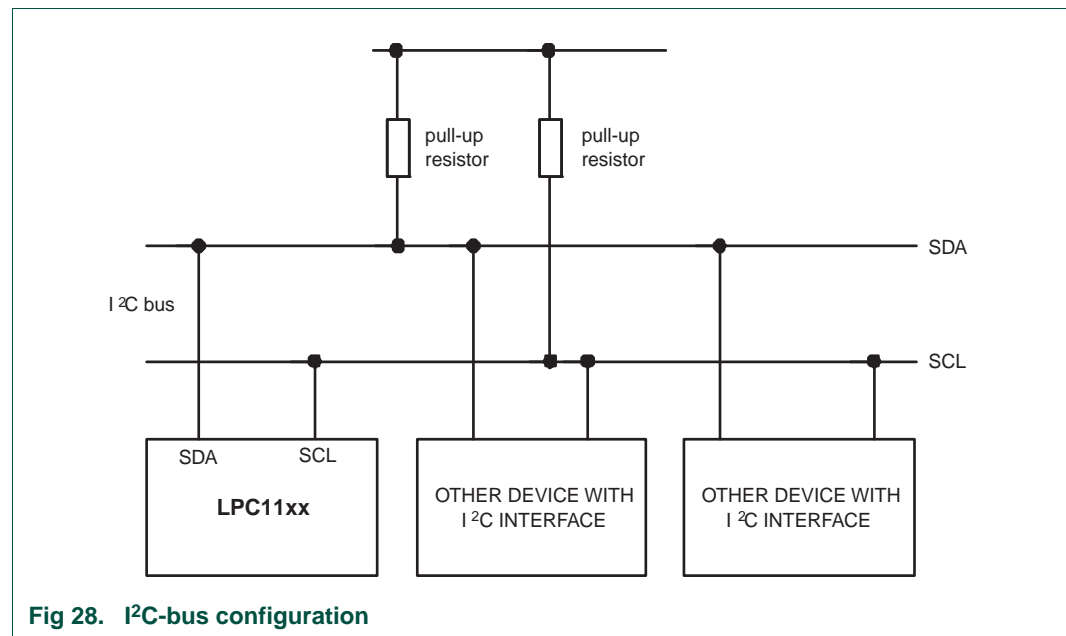 pull-up
resistor
pull-up
resistor
SDA
I 2C bus
SCL
SDA
SCL
LPC11xx
OTHER DEVICE WITH
I 2C INTERFACE
OTHER DEVICE WITH
I 2C INTERFACE
Fig 28. I2C-bus configuration